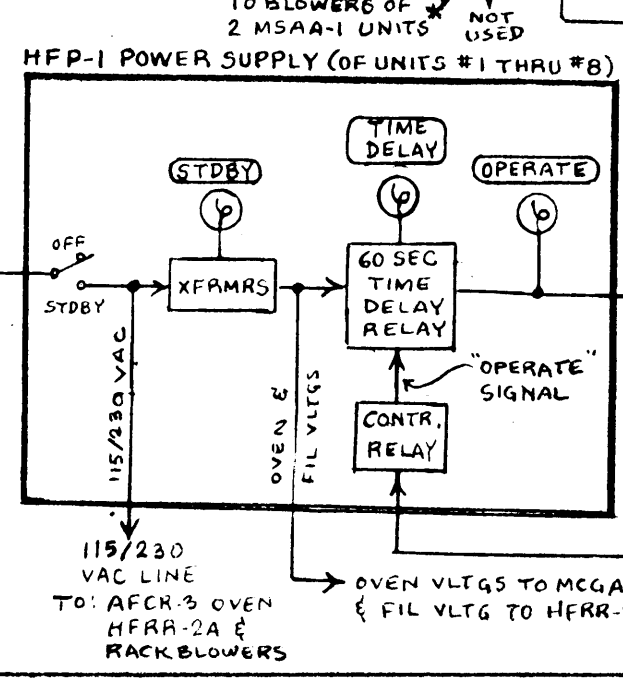 TO BLOWERS OF
2 MSAA-1 UNITS *
NOT
USED
HFP-1 POWER SUPPLY (OF UNITS #1 THRU #8)
TIME
DELAY
STDBY
OPERATE
OFF
STDBY
XFRMRS
60 SEC
TIME
DELAY
RELAY
"OPERATE"
SIGNAL
CONTR.
RELAY
115/230 VAC
OVEN &
FIL VLTGS
115/230
VAC LINE
TO: AFCR-3 OVEN
HFRR-2A &
RACK BLOWERS
OVEN VLTGS TO MCGA
& FIL VLTG TO HFRR-